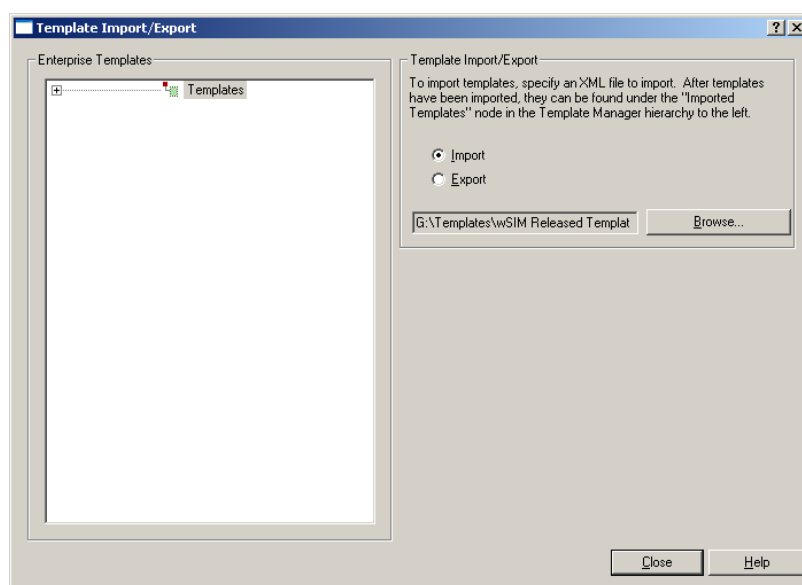 Template Import/Export
Enterprise Templates
Templates
Template Import/Export
To import templates, specify an XML file to import. After templates
have been imported, they can be found under the "Imported
Templates" node in the Template Manager hierarchy to the left.
Import
Export
G:\Templates\wSIM Released Templat
Browse...
Close
Help